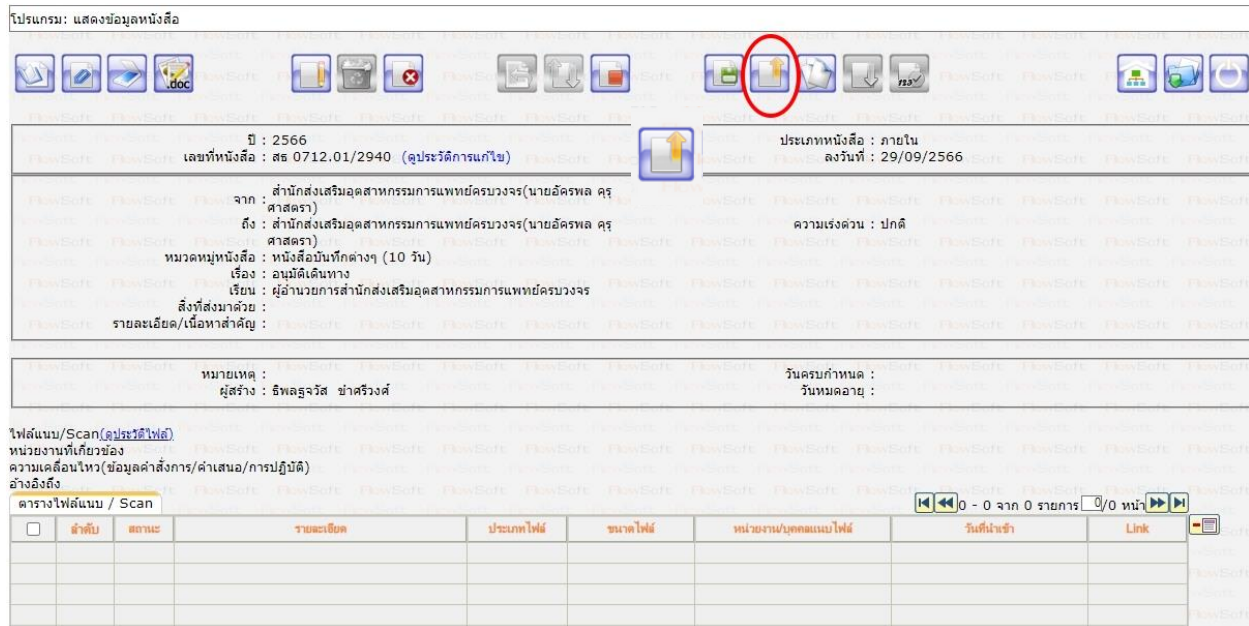 โปรแกรม: แสดงข้อมูลหนังสือ
.doc
ปี : 2566
ประเภทหนังสือ : ภายใน
เลขที่หนังสือ : สธ 0712.01/2940 (ดูประวัติการแก้ไข)
ลงวันที่ : 29/09/2566
จาก : สำนักส่งเสริมอุตสาหกรรมการแพทย์ครบวงจร(นายอัครพล คุรุ
ศาสตรา)
ถึง : สำนักส่งเสริมอุตสาหกรรมการแพทย์ครบวงจร(นายอัครพล คุรุ
ศาสตรา)
ความเร่งด่วน : ปกติ
หมวดหมู่หนังสือ : หนังสือบันทึกต่างๆ (10 วัน)
เรื่อง : อนุมัติเดินทาง
เรียน : ผู้อำนวยการสำนักส่งเสริมอุตสาหกรรมการแพทย์ครบวงจร
สิ่งที่ส่งมาด้วย :
รายละเอียด/เนื้อหาสำคัญ :
หมายเหตุ :
วันครบกำหนด :
ผู้สร้าง : ธิพลฐจวัส ขำศรีวงศ์
วันหมดอายุ :
ไฟล์แนบ/Scan(ดูประวัติไฟล์)
หน่วยงานที่เกี่ยวข้อง
ความเคลื่อนไหว(ข้อมูลคำสั่งการ/คำเสนอ/การปฏิบัติ)
อ้างอิงถึง
ตารางไฟล์แนบ / Scan
0 - 0 จาก 0 รายการ 0/0 หน้า
ลำดับ สถานะ รายละเอียด ประเภทไฟล์ ขนาดไฟล์ หน่วยงาน/บุคคลแนบไฟล์ วันที่นำเข้า Link